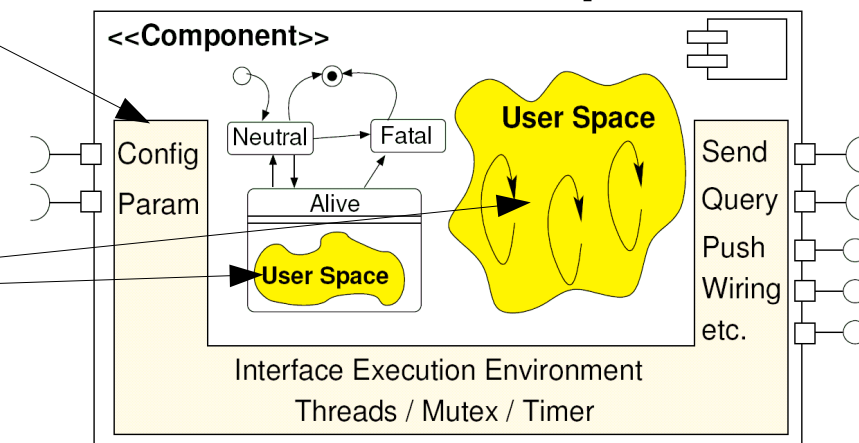 <<Component>>
User Space
Neutral
Fatal
Config
Param
Alive
User Space
Send
Query
Push
Wiring
etc.
Interface Execution Environment
Threads / Mutex / Timer